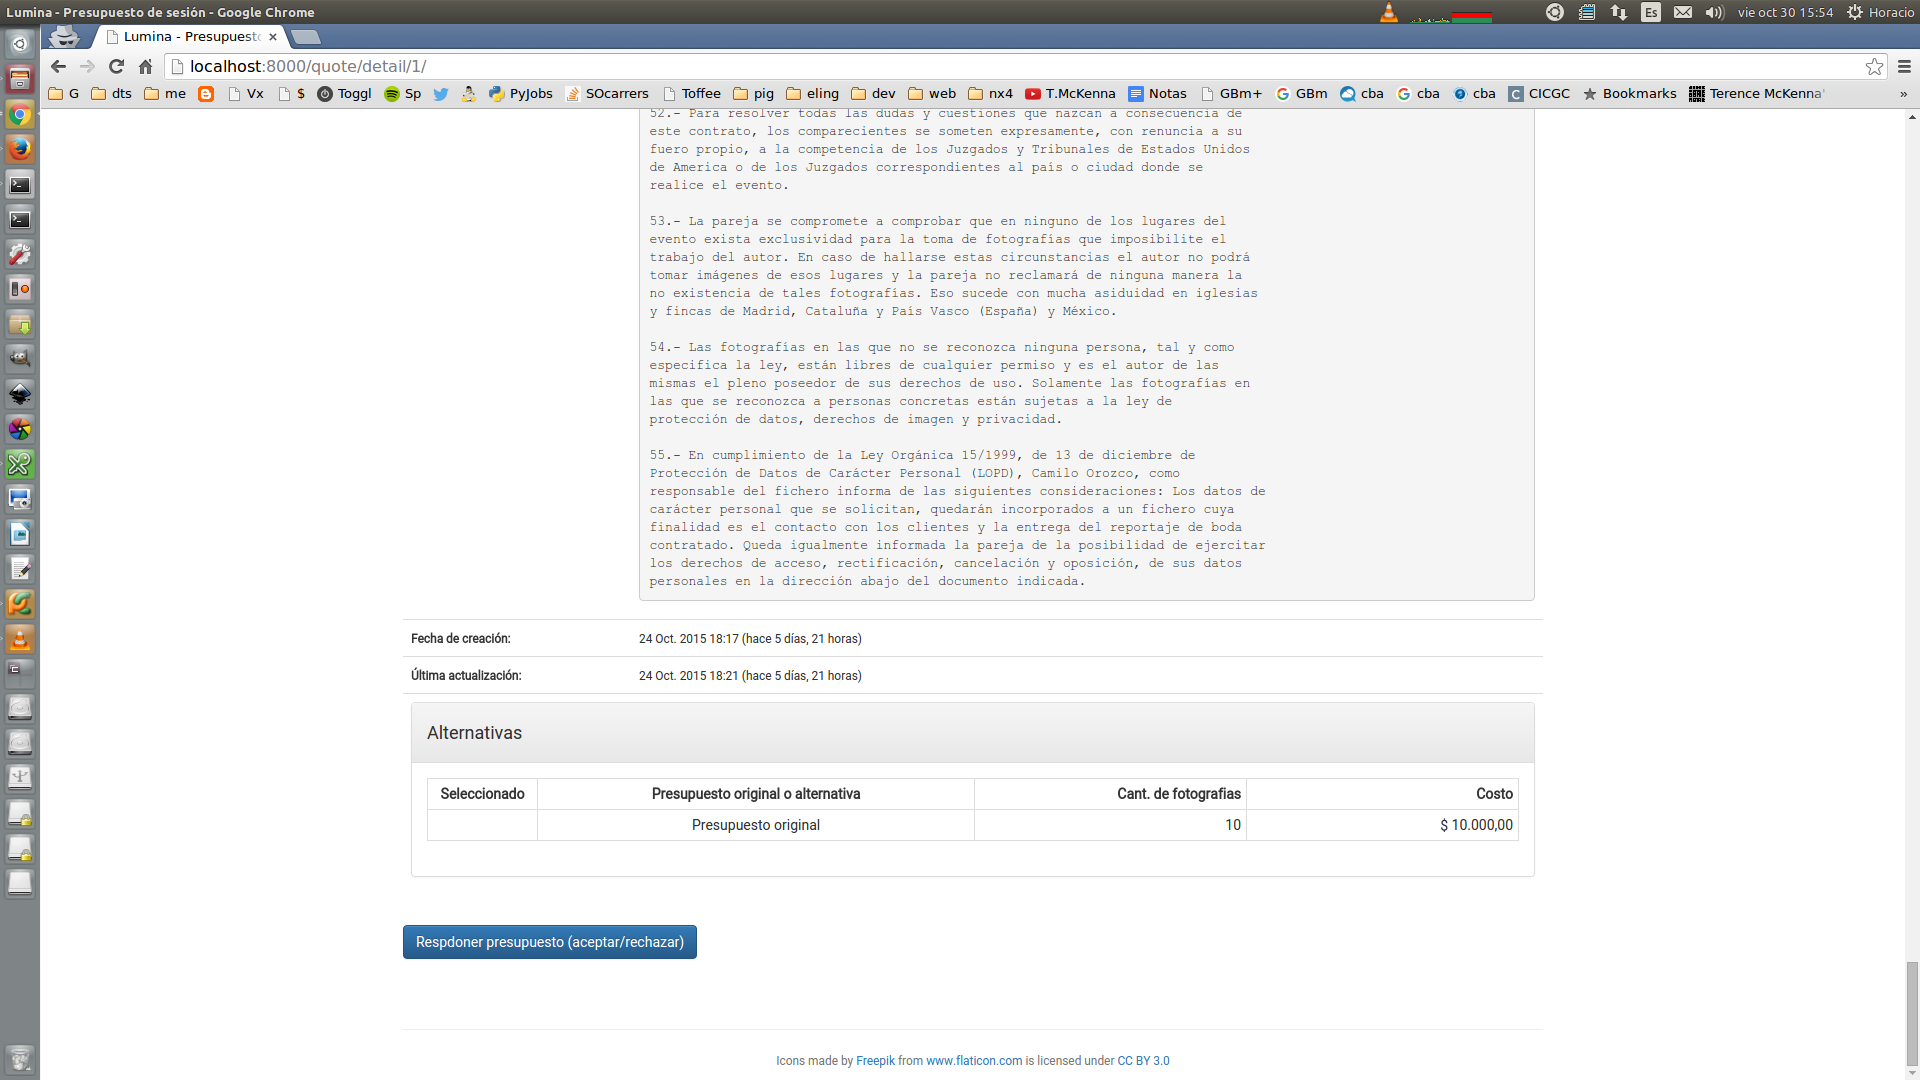 Lumina - Presupuesto de sesión - Google Chrome
Es
vie oct 30 15:54
Horacio
Lumina - Presupuesto
localhost:8000/quote/detail/1/
G dts me Vx $ Toggl Sp PyJobs SOcarrers Toffee pig eling dev web nx4 T.McKenna Notas GBm+ GBm cba cba cba CICGC Bookmarks Terence McKenna' »
52.- Para resolver todas las dudas y cuestiones que nazcan a consecuencia de
este contrato, los comparecientes se someten expresamente, con renuncia a su
fuero propio, a la competencia de los Juzgados y Tribunales de Estados Unidos
de America o de los Juzgados correspondientes al país o ciudad donde se
realice el evento.
53.- La pareja se compromete a comprobar que en ninguno de los lugares del
evento exista exclusividad para la toma de fotografías que imposibilite el
trabajo del autor. En caso de hallarse estas circunstancias el autor no podrá
tomar imágenes de esos lugares y la pareja no reclamará de ninguna manera la
no existencia de tales fotografías. Eso sucede con mucha asiduidad en iglesias
y fincas de Madrid, Cataluña y País Vasco (España) y México.
54.- Las fotografías en las que no se reconozca ninguna persona, tal y como
especifica la ley, están libres de cualquier permiso y es el autor de las
mismas el pleno poseedor de sus derechos de uso. Solamente las fotografías en
las que se reconozca a personas concretas están sujetas a la ley de
protección de datos, derechos de imagen y privacidad.
55.- En cumplimiento de la Ley Orgánica 15/1999, de 13 de diciembre de
Protección de Datos de Carácter Personal (LOPD), Camilo Orozco, como
responsable del fichero informa de las siguientes consideraciones: Los datos de
carácter personal que se solicitan, quedarán incorporados a un fichero cuya
finalidad es el contacto con los clientes y la entrega del reportaje de boda
contratado. Queda igualmente informada la pareja de la posibilidad de ejercitar
los derechos de acceso, rectificación, cancelación y oposición, de sus datos
personales en la dirección abajo del documento indicada.
Fecha de creación: 24 Oct. 2015 18:17 (hace 5 días, 21 horas)
Última actualización: 24 Oct. 2015 18:21 (hace 5 días, 21 horas)
Alternativas
Seleccionado Presupuesto original o alternativa Cant. de fotografias Costo
Presupuesto original 10 $ 10.000,00
Respdoner presupuesto (aceptar/rechazar)
Icons made by Freepik from www.flaticon.com is licensed under CC BY 3.0